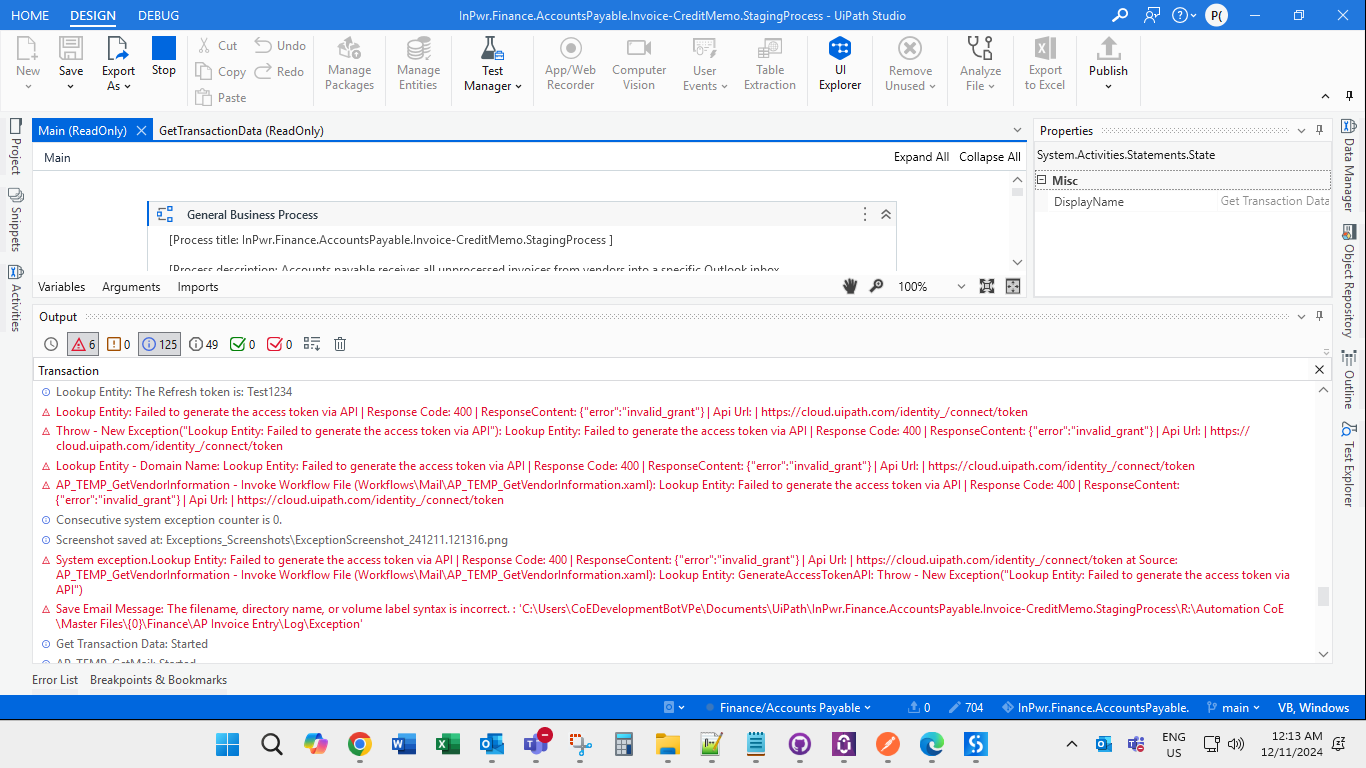 HOME DESIGN DEBUG InPwr.Finance.AccountsPayable.Invoice-CreditMemo.StagingProcess - UiPath Studio P(
New Save Export As Stop Cut Copy Paste Undo Redo Manage Packages Manage Entities Test Manager App/Web Recorder Computer Vision User Events Table Extraction UI Explorer Remove Unused Analyze File Export to Excel Publish
Main (ReadOnly) GetTransactionData (ReadOnly)
Main Expand All Collapse All
General Business Process
[Process title: InPwr.Finance.AccountsPayable.Invoice-CreditMemo.StagingProcess ]
[Process description: Accounts payable receives all unprocessed invoices from vendors into a specific Outlook inbox
Variables Arguments Imports 100%
Properties
System.Activities.Statements.State
Misc
DisplayName Get Transaction Data
Project
Snippets
Activities
Data Manager
Object Repository
Outline
Test Explorer
Output
6 0 125 49 0 0
Transaction
Lookup Entity: The Refresh token is: Test1234
Lookup Entity: Failed to generate the access token via API | Response Code: 400 | ResponseContent: {"error":"invalid_grant"} | Api Url: | https://cloud.uipath.com/identity_/connect/token
Throw - New Exception("Lookup Entity: Failed to generate the access token via API"): Lookup Entity: Failed to generate the access token via API | Response Code: 400 | ResponseContent: {"error":"invalid_grant"} | Api Url: | https://
cloud.uipath.com/identity_/connect/token
Lookup Entity - Domain Name: Lookup Entity: Failed to generate the access token via API | Response Code: 400 | ResponseContent: {"error":"invalid_grant"} | Api Url: | https://cloud.uipath.com/identity_/connect/token
AP_TEMP_GetVendorInformation - Invoke Workflow File (Workflows\Mail\AP_TEMP_GetVendorInformation.xaml): Lookup Entity: Failed to generate the access token via API | Response Code: 400 | ResponseContent:
{"error":"invalid_grant"} | Api Url: | https://cloud.uipath.com/identity_/connect/token
Consecutive system exception counter is 0.
Screenshot saved at: Exceptions_Screenshots\ExceptionScreenshot_241211.121316.png
System exception.Lookup Entity: Failed to generate the access token via API | Response Code: 400 | ResponseContent: {"error":"invalid_grant"} | Api Url: | https://cloud.uipath.com/identity_/connect/token at Source:
AP_TEMP_GetVendorInformation - Invoke Workflow File (Workflows\Mail\AP_TEMP_GetVendorInformation.xaml): Lookup Entity: GenerateAccessTokenAPI: Throw - New Exception("Lookup Entity: Failed to generate the access token via
API")
Save Email Message: The filename, directory name, or volume label syntax is incorrect. : 'C:\Users\CoEDevelopmentBotVPe\Documents\UiPath\InPwr.Finance.AccountsPayable.Invoice-CreditMemo.StagingProcess\R:\Automation CoE
\Master Files\{0}\Finance\AP Invoice Entry\Log\Exception'
Get Transaction Data: Started
AP_TEMP_GetMail: Started
Error List Breakpoints & Bookmarks
Finance/Accounts Payable 0 704 InPwr.Finance.AccountsPayable. main VB, Windows
ENG US 12:13 AM 12/11/2024